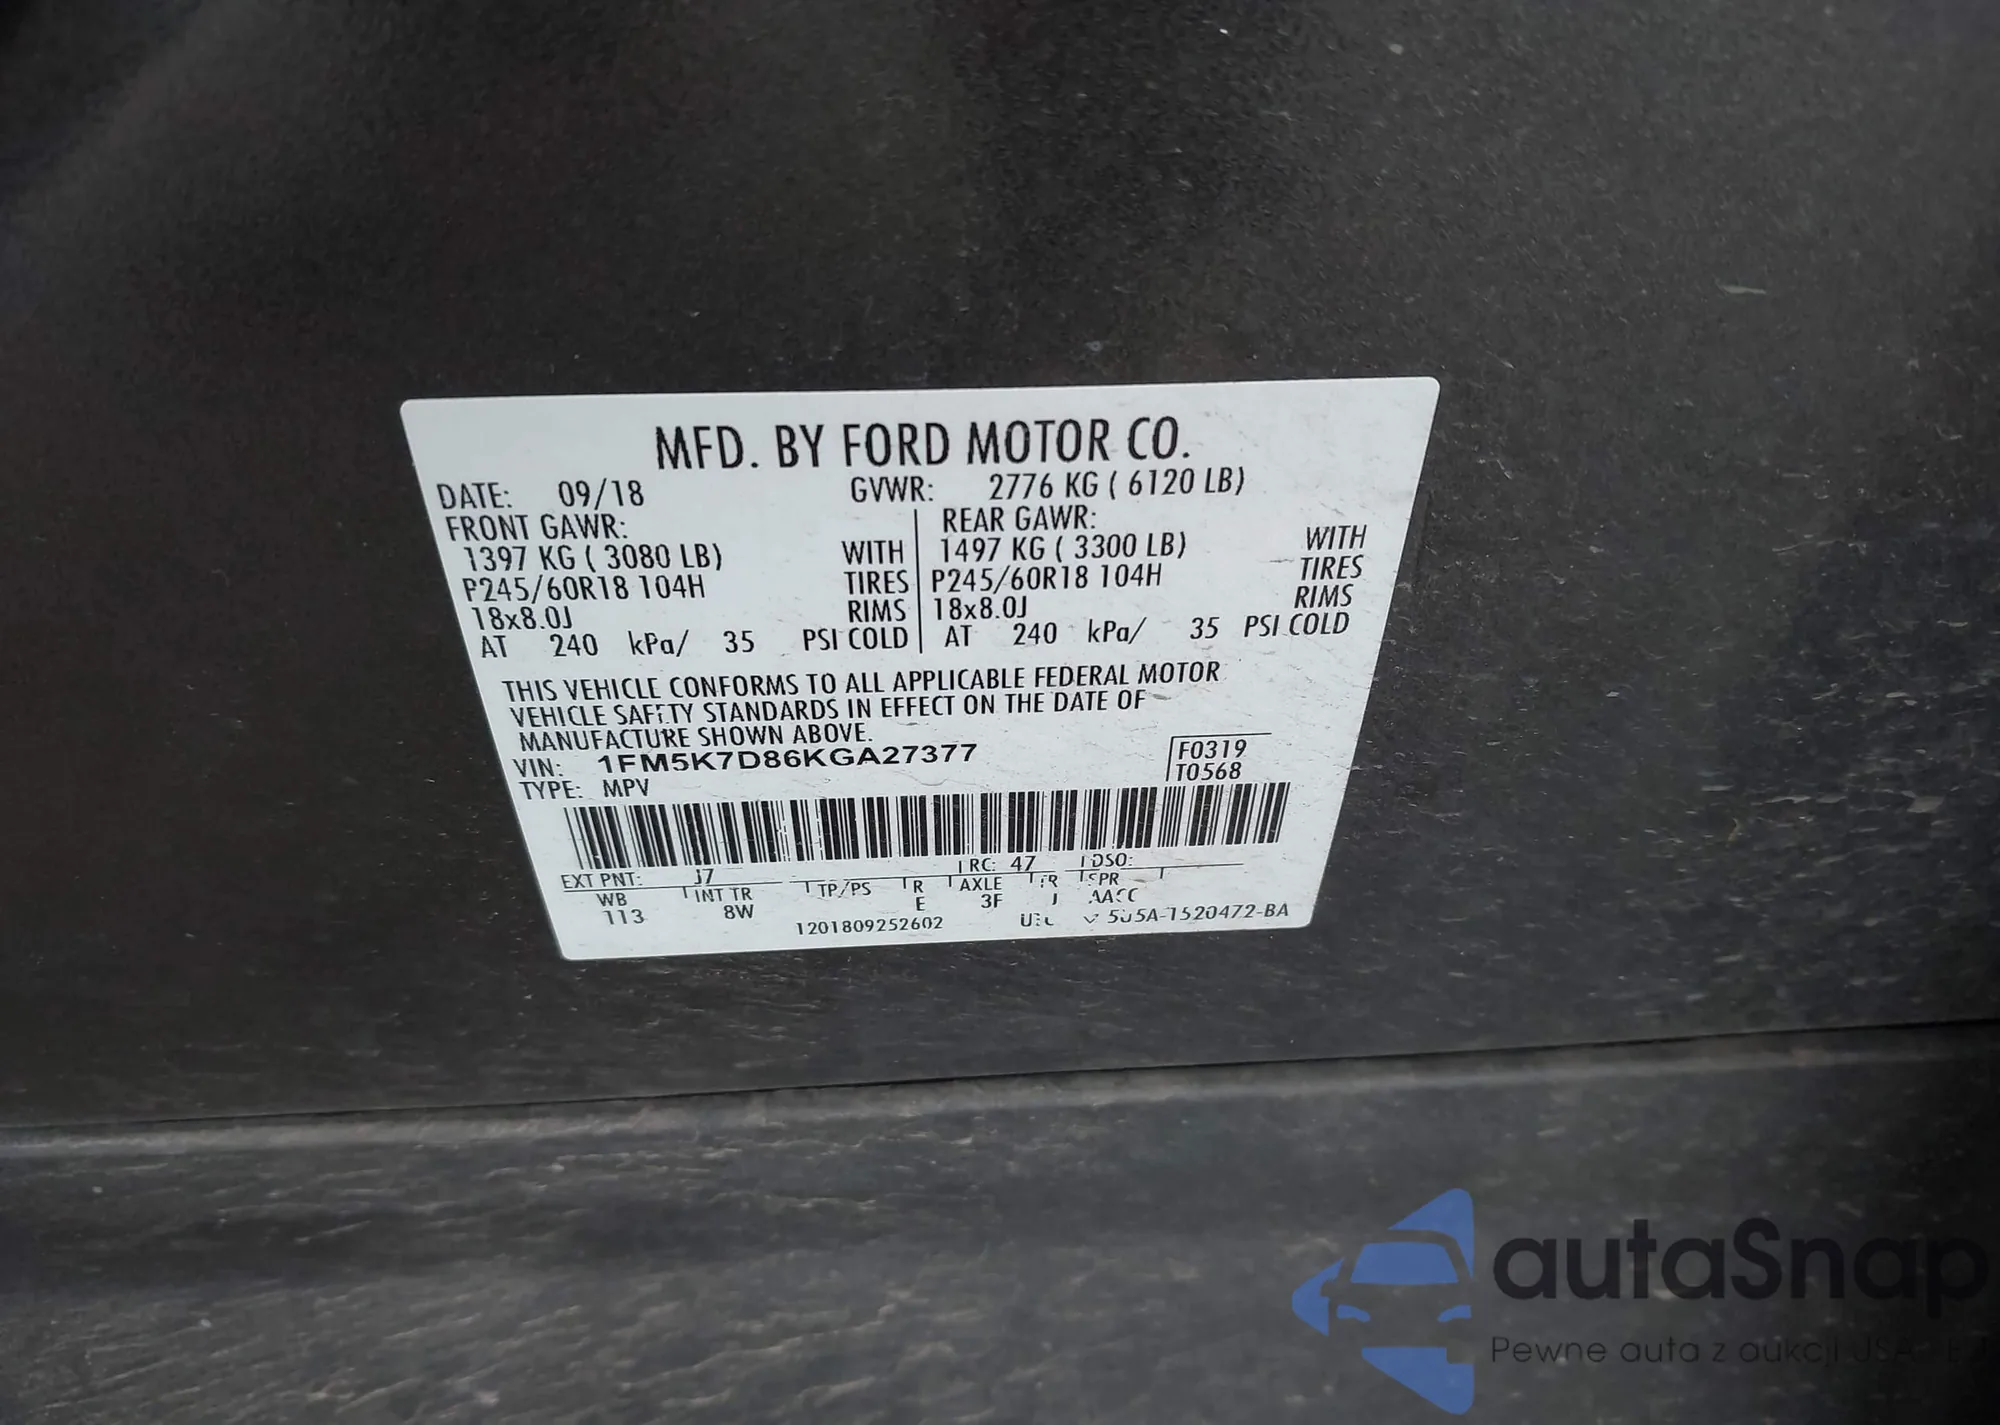 MFD. BY FORD MOTOR CO.
DATE: 09/18 GVWR: 2776 KG ( 6120 LB)
FRONT GAWR: REAR GAWR:
1397 KG ( 3080 LB) WITH 1497 KG ( 3300 LB) WITH
P245/60R18 104H TIRES P245/60R18 104H TIRES
18x8.0J RIMS 18x8.0J RIMS
AT 240 kPa/ 35 PSI COLD AT 240 kPa/ 35 PSI COLD
THIS VEHICLE CONFORMS TO ALL APPLICABLE FEDERAL MOTOR
VEHICLE SAFETY STANDARDS IN EFFECT ON THE DATE OF
MANUFACTURE SHOWN ABOVE.
VIN: 1FM5K7D86KGA27377 F0319
TYPE: MPV T0568
EXT PNT: J7 RC: 47 DSO:
WB INT TR TP/PS R AXLE TR SPR
113 8W E 3F J
1201809252602
autaSnap
Pewne auta z aukcji